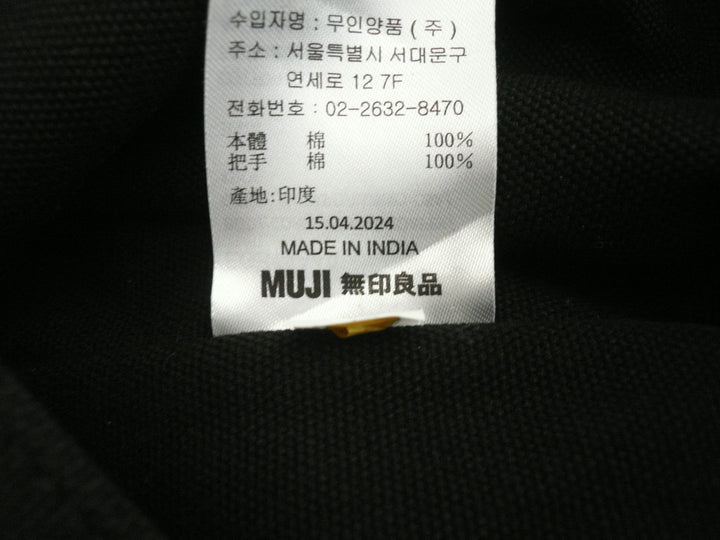 수입자명 : 무인양품 ( 주 )
주소 : 서울특별시 서대문구
연세로 12 7F
전화번호 : 02-2632-8470
本體 棉 100%
把手 棉 100%
產地:印度
15.04.2024
MADE IN INDIA
MUJI 無印良品